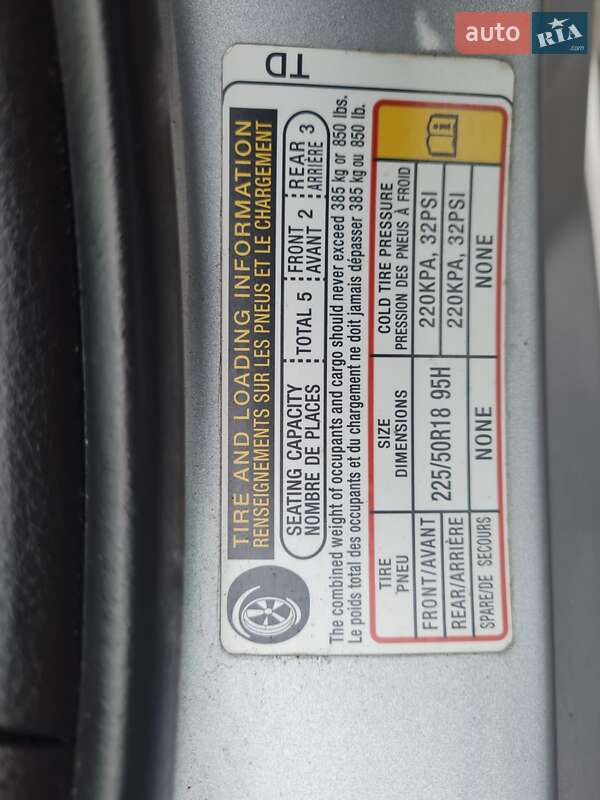 auto RIA.com
TD
TIRE AND LOADING INFORMATION
RENSEIGNEMENTS SUR LES PNEUS ET LE CHARGEMENT
SEATING CAPACITY
NOMBRE DE PLACES
TOTAL 5
FRONT 2
AVANT
REAR 3
ARRIÈRE
The combined weight of occupants and cargo should never exceed 385 kg or 850 lbs.
Le poids total des occupants et du chargement ne doit jamais dépasser 385 kg ou 850 lb.
TIRE
PNEU
SIZE
DIMENSIONS
COLD TIRE PRESSURE
PRESSION DES PNEUS À FROID
FRONT/AVANT
225/50R18 95H
220KPA, 32PSI
REAR/ARRIÈRE
220KPA, 32PSI
SPARE/DE SECOURS
NONE
NONE